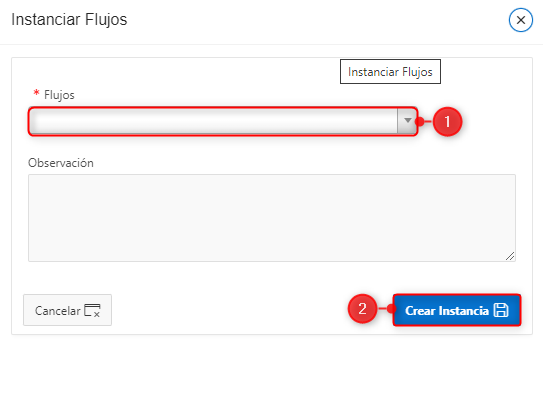 Instanciar Flujos
Instanciar Flujos
* Flujos
1
Observación
Cancelar
2
Crear Instancia